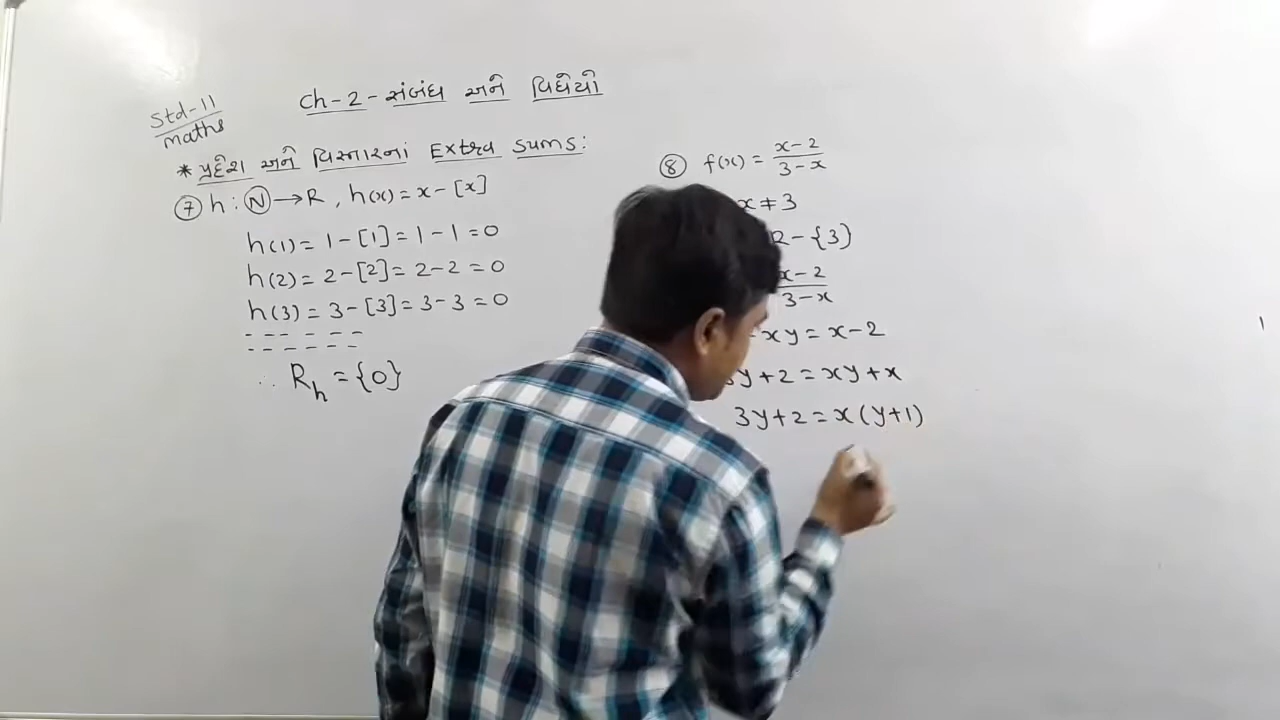 Std-11
maths
Ch-2-સંબંધ અને વિધેયો
* પ્રદેશ અને વિસ્તારનાં Extra sums:
⑦ h : N → R , h(x) = x - [x]
h(1) = 1 - [1] = 1 - 1 = 0
h(2) = 2 - [2] = 2 - 2 = 0
h(3) = 3 - [3] = 3 - 3 = 0
∴ Rh = {0}
⑧ f(x) = x-2 / 3-x
x ≠ 3
- {3}
x-2 / 3-x
xy = x-2
y+2 = xy+x
3y+2 = x(y+1)